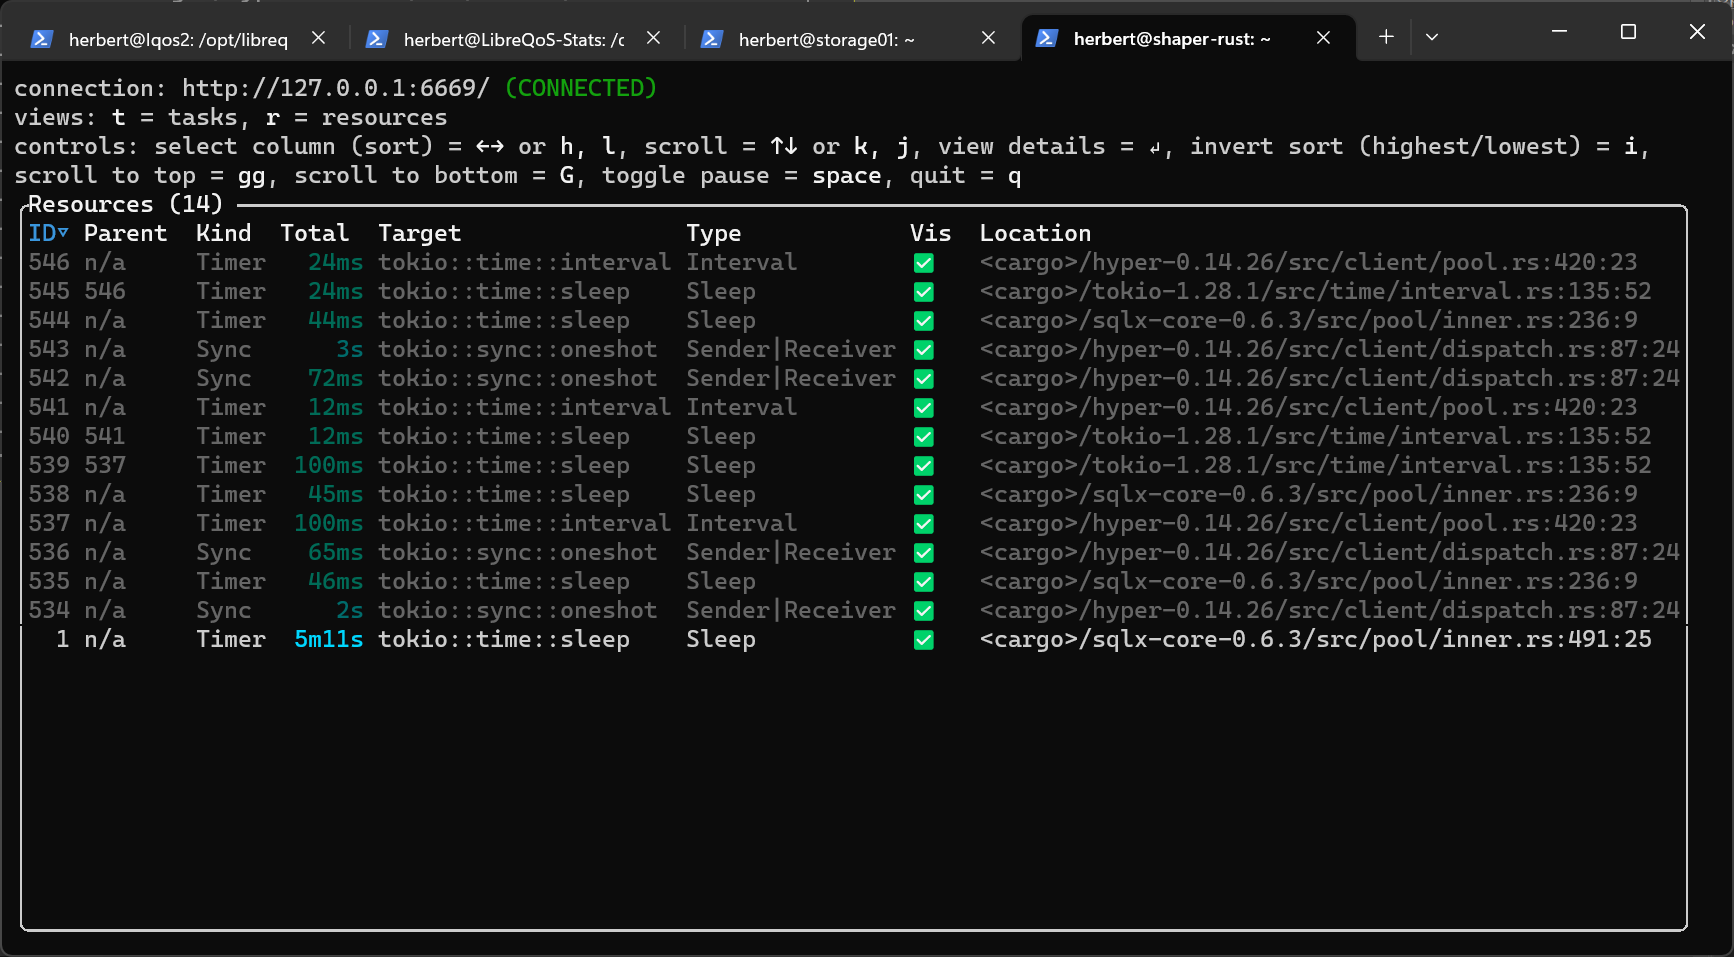 herbert@lqos2: /opt/libreq
herbert@LibreQoS-Stats: /c
herbert@storage01: ~
herbert@shaper-rust: ~
connection: http://127.0.0.1:6669/ (CONNECTED)
views: t = tasks, r = resources
controls: select column (sort) = ↔ or h, l, scroll = ↑↓ or k, j, view details = ↵, invert sort (highest/lowest) = i,
scroll to top = gg, scroll to bottom = G, toggle pause = space, quit = q
Resources (14)
ID▿ Parent Kind Total Target Type Vis Location
546 n/a Timer 24ms tokio::time::interval Interval ✅ <cargo>/hyper-0.14.26/src/client/pool.rs:420:23
545 546 Timer 24ms tokio::time::sleep Sleep ✅ <cargo>/tokio-1.28.1/src/time/interval.rs:135:52
544 n/a Timer 44ms tokio::time::sleep Sleep ✅ <cargo>/sqlx-core-0.6.3/src/pool/inner.rs:236:9
543 n/a Sync 3s tokio::sync::oneshot Sender|Receiver ✅ <cargo>/hyper-0.14.26/src/client/dispatch.rs:87:24
542 n/a Sync 72ms tokio::sync::oneshot Sender|Receiver ✅ <cargo>/hyper-0.14.26/src/client/dispatch.rs:87:24
541 n/a Timer 12ms tokio::time::interval Interval ✅ <cargo>/hyper-0.14.26/src/client/pool.rs:420:23
540 541 Timer 12ms tokio::time::sleep Sleep ✅ <cargo>/tokio-1.28.1/src/time/interval.rs:135:52
539 537 Timer 100ms tokio::time::sleep Sleep ✅ <cargo>/tokio-1.28.1/src/time/interval.rs:135:52
538 n/a Timer 45ms tokio::time::sleep Sleep ✅ <cargo>/sqlx-core-0.6.3/src/pool/inner.rs:236:9
537 n/a Timer 100ms tokio::time::interval Interval ✅ <cargo>/hyper-0.14.26/src/client/pool.rs:420:23
536 n/a Sync 65ms tokio::sync::oneshot Sender|Receiver ✅ <cargo>/hyper-0.14.26/src/client/dispatch.rs:87:24
535 n/a Timer 46ms tokio::time::sleep Sleep ✅ <cargo>/sqlx-core-0.6.3/src/pool/inner.rs:236:9
534 n/a Sync 2s tokio::sync::oneshot Sender|Receiver ✅ <cargo>/hyper-0.14.26/src/client/dispatch.rs:87:24
1 n/a Timer 5m11s tokio::time::sleep Sleep ✅ <cargo>/sqlx-core-0.6.3/src/pool/inner.rs:491:25